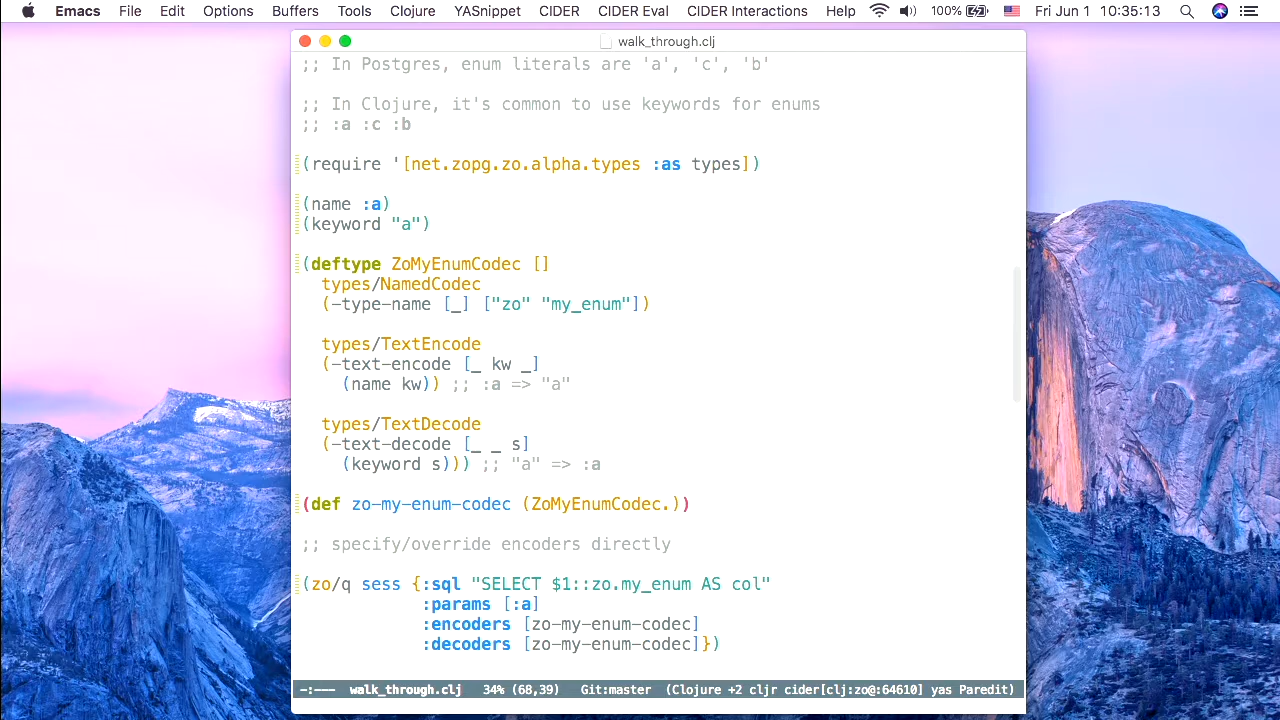 Emacs File Edit Options Buffers Tools Clojure YASnippet CIDER CIDER Eval CIDER Interactions Help 100% Fri Jun 1 10:35:13
walk_through.clj
;; In Postgres, enum literals are 'a', 'c', 'b'
;; In Clojure, it's common to use keywords for enums
;; :a :c :b
(require '[net.zopg.zo.alpha.types :as types])
(name :a)
(keyword "a")
(deftype ZoMyEnumCodec []
types/NamedCodec
(-type-name [_] ["zo" "my_enum"])
types/TextEncode
(-text-encode [_ kw _]
(name kw)) ;; :a => "a"
types/TextDecode
(-text-decode [_ _ s]
(keyword s))) ;; "a" => :a
(def zo-my-enum-codec (ZoMyEnumCodec.))
;; specify/override encoders directly
(zo/q sess {:sql "SELECT $1::zo.my_enum AS col"
:params [:a]
:encoders [zo-my-enum-codec]
:decoders [zo-my-enum-codec]})
-:--- walk_through.clj 34% (68,39) Git:master (Clojure +2 cljr cider[clj:zo@:64610] yas Paredit)